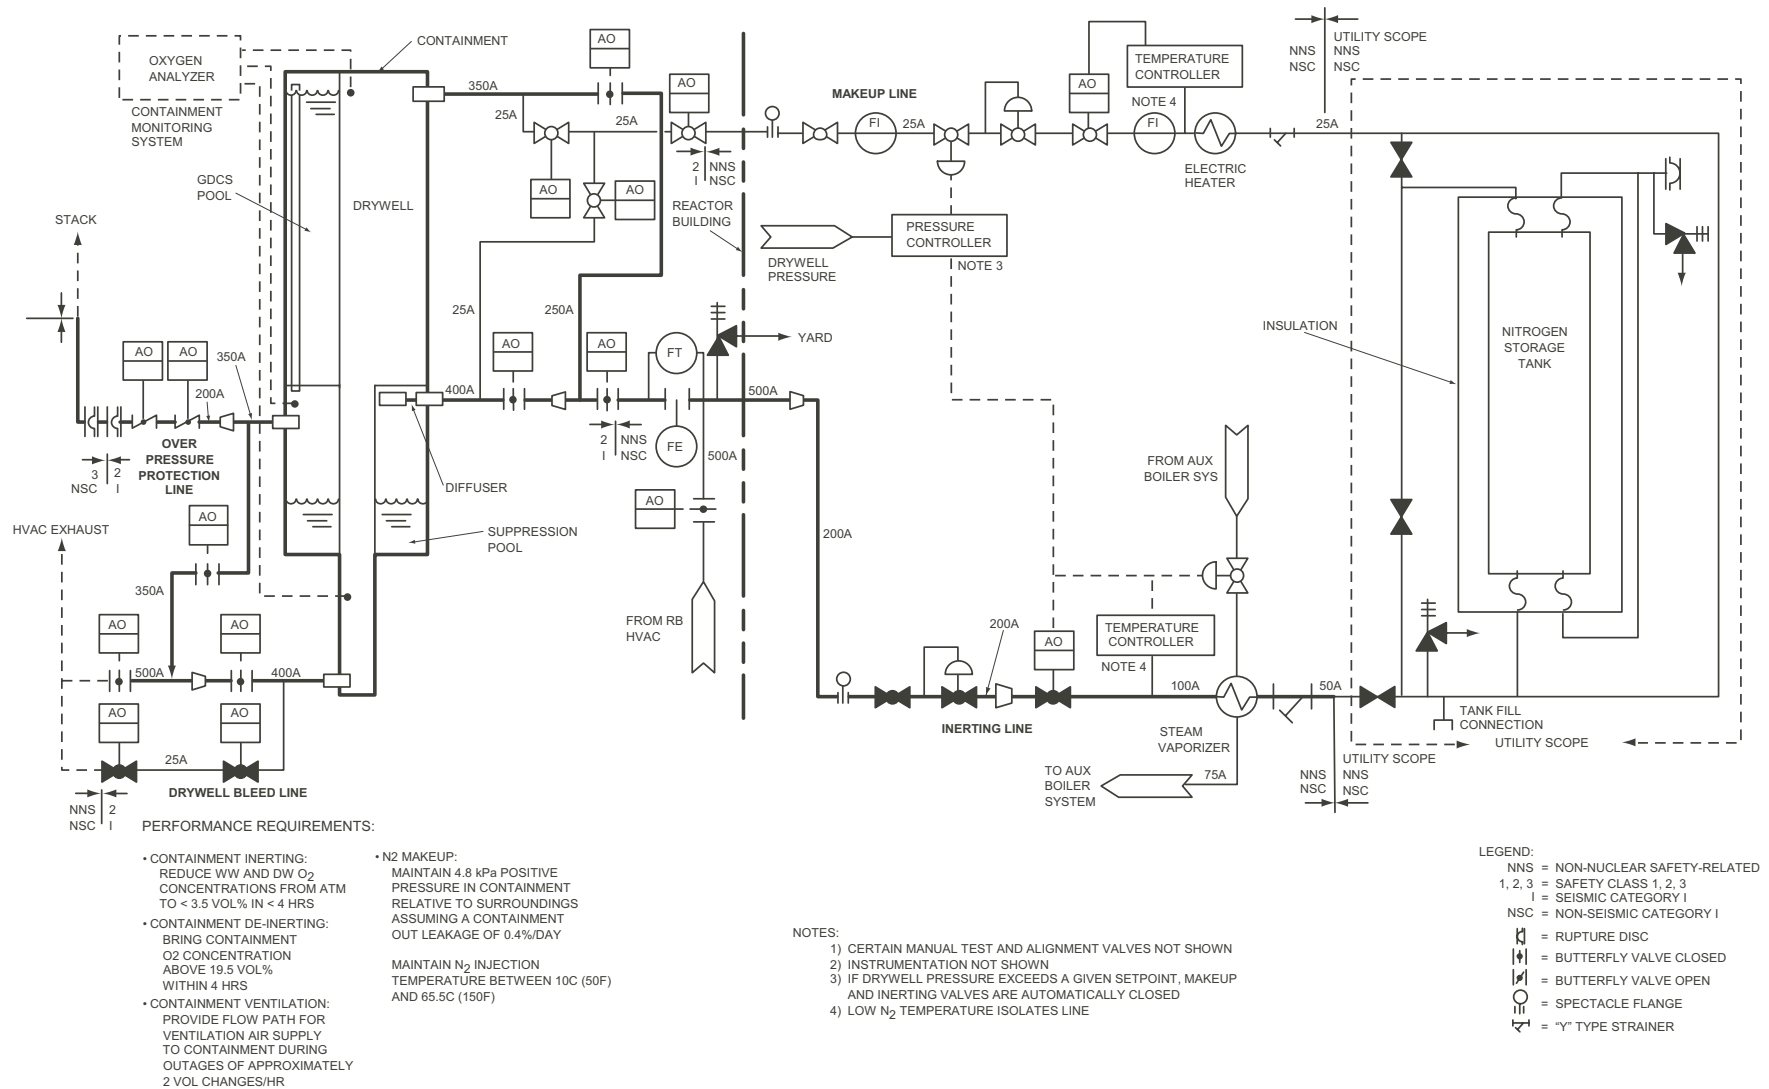 OXYGEN
ANALYZER
CONTAINMENT
MONITORING
SYSTEM
CONTAINMENT
GDCS
POOL
DRYWELL
STACK
350A
AO
25A
25A
AO
AO
AO
2 NNS
I NSC
REACTOR
BUILDING
MAKEUP LINE
FI
25A
AO
TEMPERATURE
CONTROLLER
NOTE 4
FI
ELECTRIC
HEATER
NNS
NSC
UTILITY SCOPE
NNS
NSC
25A
DRYWELL
PRESSURE
PRESSURE
CONTROLLER
NOTE 3
INSULATION
NITROGEN
STORAGE
TANK
25A
250A
YARD
AO
AO
FT
FE
400A
500A
2 NNS
I NSC
500A
AO
AO
350A
200A
OVER
PRESSURE
PROTECTION
LINE
3 2
NSC I
DIFFUSER
SUPPRESSION
POOL
AO
FROM RB
HVAC
200A
FROM AUX
BOILER SYS
HVAC EXHAUST
AO
350A
AO
AO
500A
400A
AO
AO
25A
DRYWELL BLEED LINE
NNS 2
NSC I
200A
AO
TEMPERATURE
CONTROLLER
NOTE 4
100A
50A
INERTING LINE
STEAM
VAPORIZER
TO AUX
BOILER
SYSTEM
75A
TANK FILL
CONNECTION
UTILITY SCOPE
UTILITY SCOPE
NNS
NSC
NNS
NSC
PERFORMANCE REQUIREMENTS:
• CONTAINMENT INERTING:
REDUCE WW AND DW O2
CONCENTRATIONS FROM ATM
TO < 3.5 VOL% IN < 4 HRS
• CONTAINMENT DE-INERTING:
BRING CONTAINMENT
O2 CONCENTRATION
ABOVE 19.5 VOL%
WITHIN 4 HRS
• CONTAINMENT VENTILATION:
PROVIDE FLOW PATH FOR
VENTILATION AIR SUPPLY
TO CONTAINMENT DURING
OUTAGES OF APPROXIMATELY
2 VOL CHANGES/HR
• N2 MAKEUP:
MAINTAIN 4.8 kPa POSITIVE
PRESSURE IN CONTAINMENT
RELATIVE TO SURROUNDINGS
ASSUMING A CONTAINMENT
OUT LEAKAGE OF 0.4%/DAY
MAINTAIN N2 INJECTION
TEMPERATURE BETWEEN 10C (50F)
AND 65.5C (150F)
NOTES:
1) CERTAIN MANUAL TEST AND ALIGNMENT VALVES NOT SHOWN
2) INSTRUMENTATION NOT SHOWN
3) IF DRYWELL PRESSURE EXCEEDS A GIVEN SETPOINT, MAKEUP
AND INERTING VALVES ARE AUTOMATICALLY CLOSED
4) LOW N2 TEMPERATURE ISOLATES LINE
LEGEND:
NNS = NON-NUCLEAR SAFETY-RELATED
1, 2, 3 = SAFETY CLASS 1, 2, 3
I = SEISMIC CATEGORY I
NSC = NON-SEISMIC CATEGORY I
= RUPTURE DISC
= BUTTERFLY VALVE CLOSED
= BUTTERFLY VALVE OPEN
= SPECTACLE FLANGE
= “Y” TYPE STRAINER